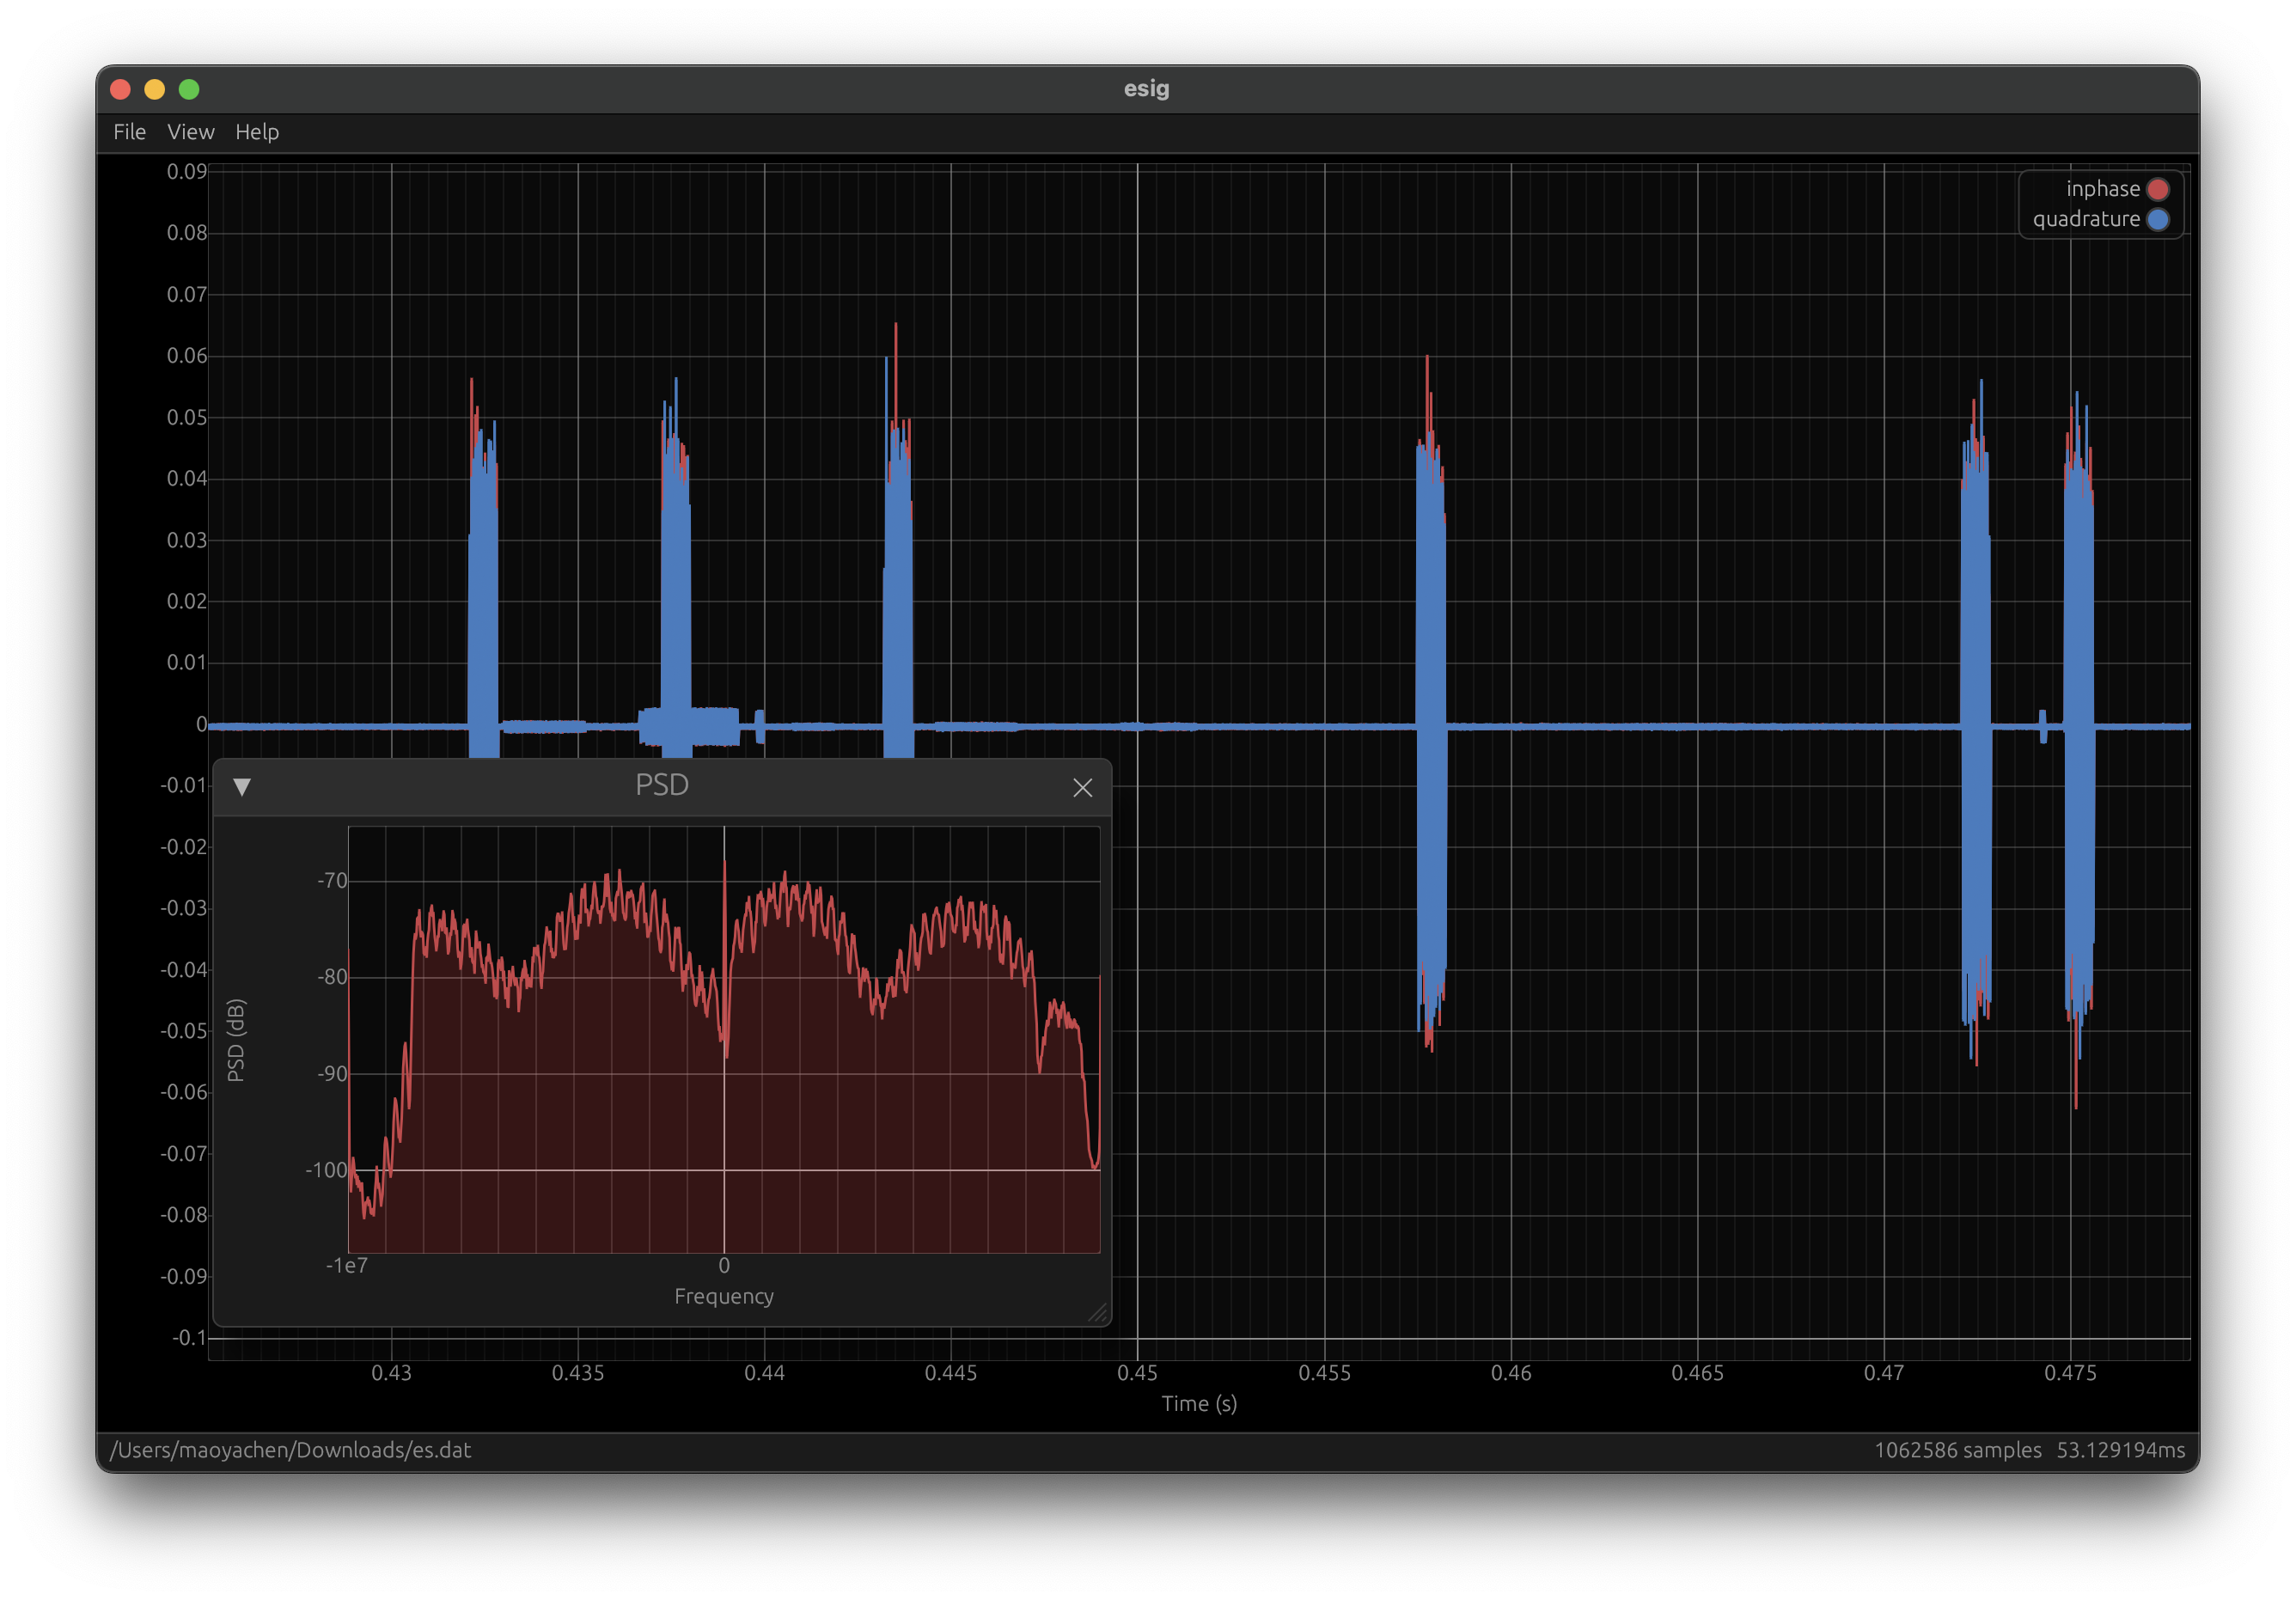 esig
File View Help
0.09
0.08
0.07
0.06
0.05
0.04
0.03
0.02
0.01
0
-0.01
-0.02
-0.03
-0.04
-0.05
-0.06
-0.07
-0.08
-0.09
-0.1
inphase
quadrature
PSD
-70
-80
-90
-100
PSD (dB)
-1e7 0
Frequency
0.43 0.435 0.44 0.445 0.45 0.455 0.46 0.465 0.47 0.475
Time (s)
/Users/maoyachen/Downloads/es.dat 1062586 samples 53.129194ms